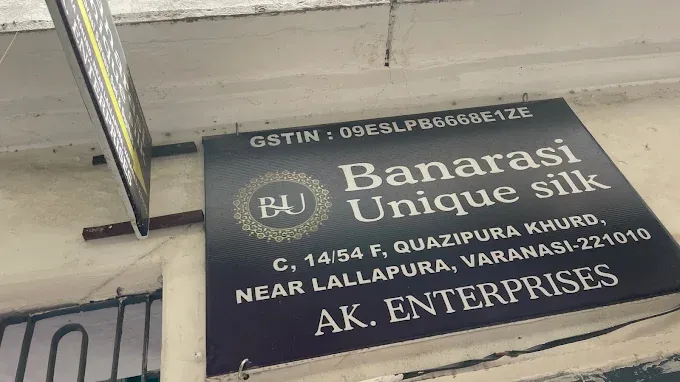 GSTIN : 09ESLPB6668E1ZE
BU
Banarasi
Unique silk
C, 14/54 F, QUAZIPURA KHURD,
NEAR LALLAPURA, VARANASI-221010
AK. ENTERPRISES